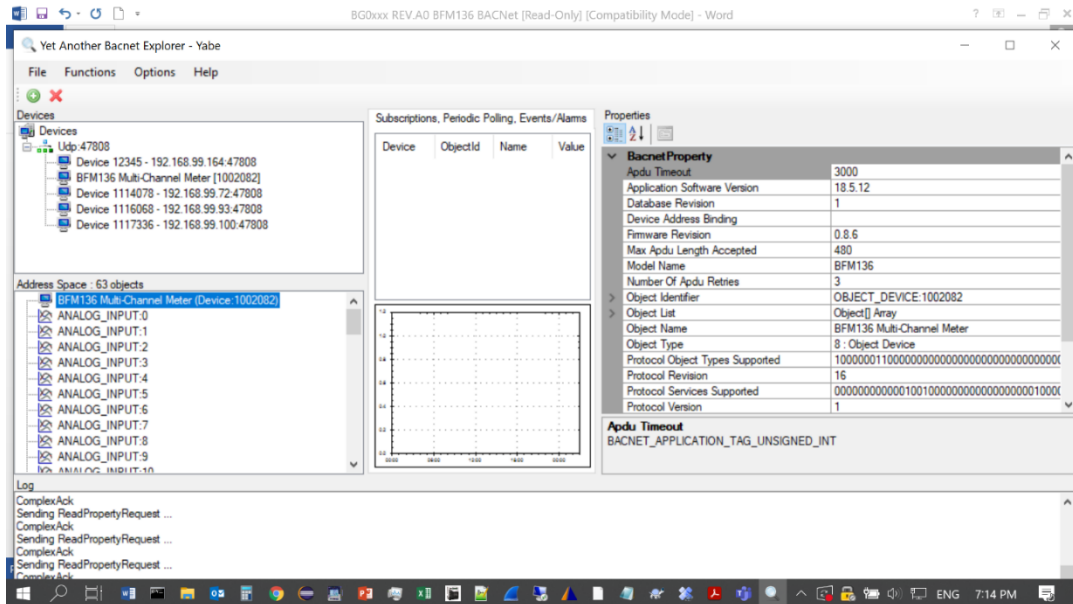 BG0xxx REV.A0 BFM136 BACNet [Read-Only] [Compatibility Mode] - Word
Yet Another Bacnet Explorer - Yabe
File Functions Options Help
Devices
Devices
Udp:47808
Device 12345 - 192.168.99.164:47808
BFM136 Multi-Channel Meter [1002082]
Device 1114078 - 192.168.99.72:47808
Device 1116068 - 192.168.99.93:47808
Device 1117336 - 192.168.99.100:47808
Address Space : 63 objects
BFM136 Multi-Channel Meter (Device:1002082)
ANALOG_INPUT:0
ANALOG_INPUT:1
ANALOG_INPUT:2
ANALOG_INPUT:3
ANALOG_INPUT:4
ANALOG_INPUT:5
ANALOG_INPUT:6
ANALOG_INPUT:7
ANALOG_INPUT:8
ANALOG_INPUT:9
ANALOG_INPUT:10
Subscriptions, Periodic Polling, Events/Alarms
Device ObjectId Name Value
Properties
BacnetProperty
Apdu Timeout 3000
Application Software Version 18.5.12
Database Revision 1
Device Address Binding
Firmware Revision 0.8.6
Max Apdu Length Accepted 480
Model Name BFM136
Number Of Apdu Retries 3
Object Identifier OBJECT_DEVICE:1002082
Object List Object[] Array
Object Name BFM136 Multi-Channel Meter
Object Type 8 : Object Device
Protocol Object Types Supported
Protocol Revision 16
Protocol Services Supported
Protocol Version 1
Apdu Timeout
BACNET_APPLICATION_TAG_UNSIGNED_INT
Log
ComplexAck
Sending ReadPropertyRequest ...
ComplexAck
Sending ReadPropertyRequest ...
ComplexAck
Sending ReadPropertyRequest ...
ComplexAck
ENG 7:14 PM